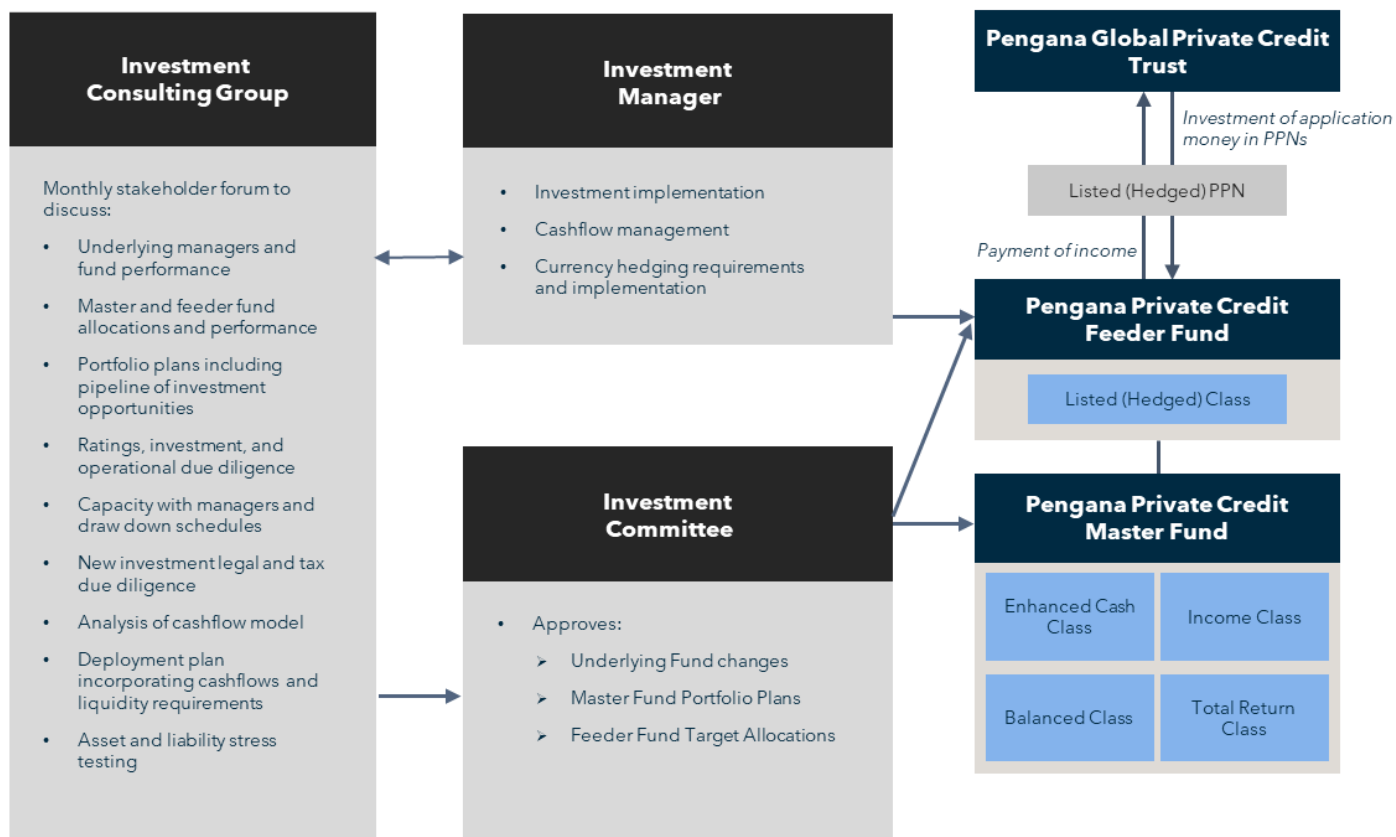 Investment
Consulting Group
Monthly stakeholder forum to
discuss:
• Underlying managers and
fund performance
• Master and feeder fund
allocations and performance
• Portfolio plans including
pipeline of investment
opportunities
• Ratings, investment, and
operational due diligence
• Capacity with managers and
draw down schedules
• New investment legal and tax
due diligence
• Analysis of cashflow model
• Deployment plan
incorporating cashflows and
liquidity requirements
• Asset and liability stress
testing
Investment
Manager
• Investment implementation
• Cashflow management
• Currency hedging requirements
and implementation
Investment
Committee
• Approves:
➢ Underlying Fund changes
➢ Master Fund Portfolio Plans
➢ Feeder Fund Target Allocations
Pengana Global Private Credit
Trust
Investment of application
money in PPNs
Listed (Hedged) PPN
Payment of income
Pengana Private Credit
Feeder Fund
Listed (Hedged) Class
Pengana Private Credit
Master Fund
Enhanced Cash
Class
Income Class
Balanced Class
Total Return
Class